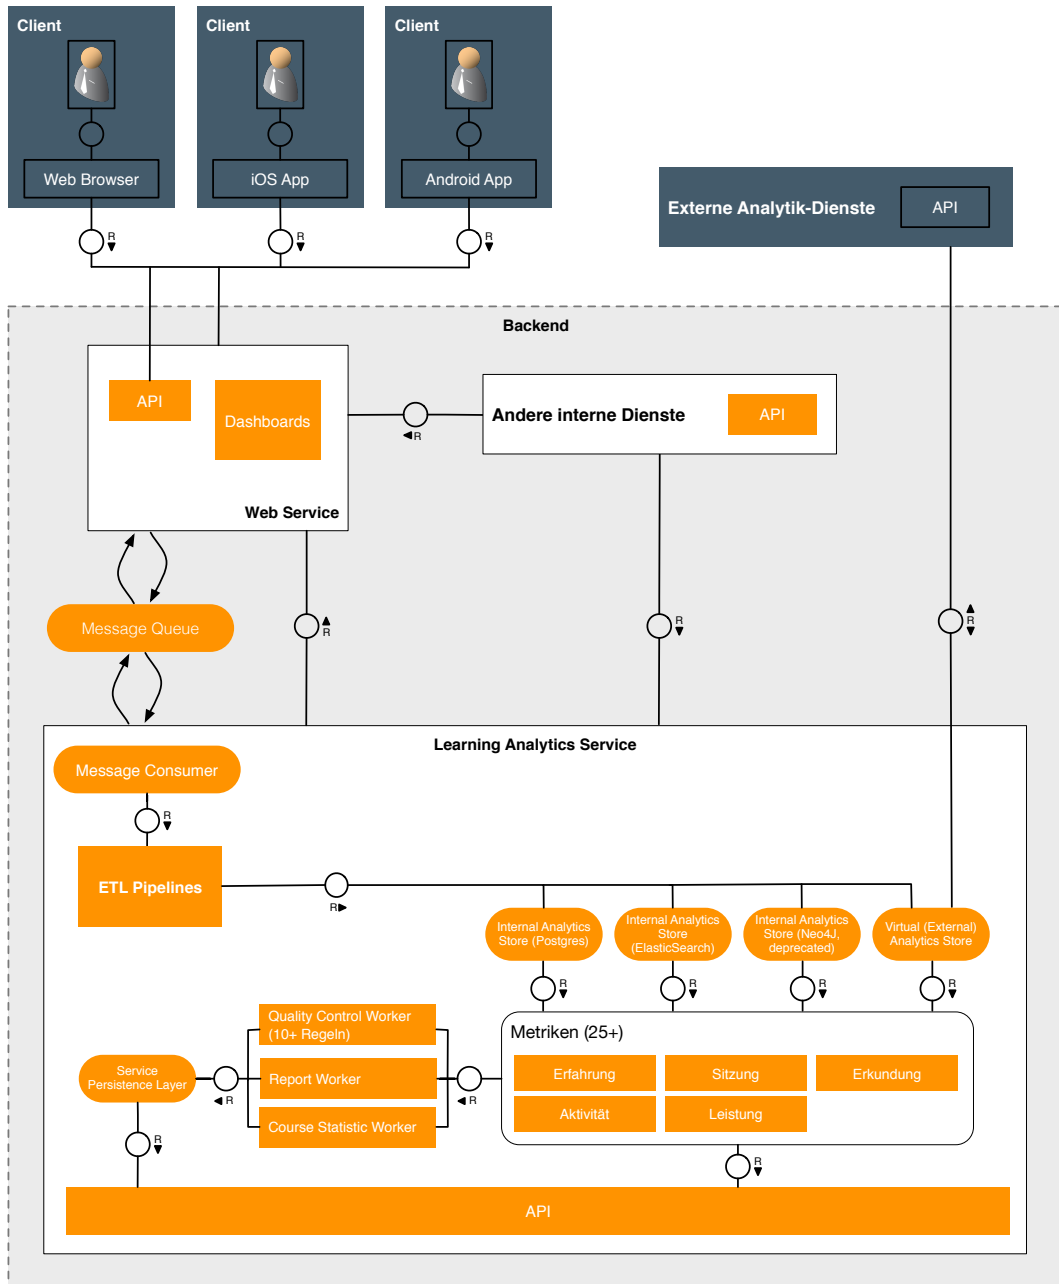 Client
Client
Client
Web Browser
iOS App
Android App
R
R
R
Externe Analytik-Dienste
API
Backend
API
Dashboards
Web Service
R
Andere interne Dienste
API
Message Queue
R
R
R
Learning Analytics Service
Message Consumer
R
ETL Pipelines
R
Internal Analytics
Store (Postgres)
Internal Analytics
Store
(ElasticSearch)
Internal Analytics
Store (Neo4J,
deprecated)
Virtual (External)
Analytics Store
R
R
R
R
Quality Control Worker
(10+ Regeln)
Report Worker
Course Statistic Worker
Service
Persistence Layer
R
R
Metriken (25+)
Erfahrung
Sitzung
Erkundung
Aktivität
Leistung
R
R
API